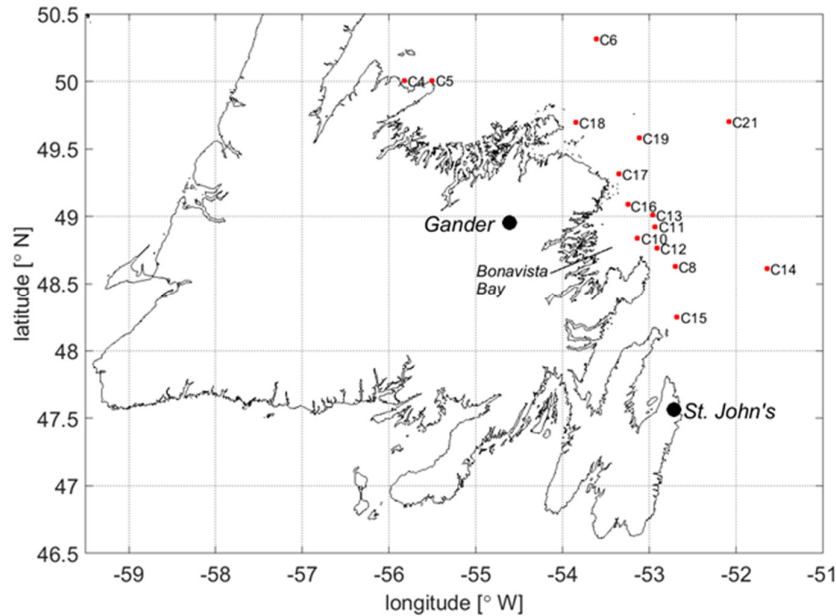 50.5
C6
50
C4
C5
C18
C21
49.5
C19
C17
C16
49
C13
Gander
C11
C10
C12
Bonavista
Bay
C8
C14
48.5
C15
48
47.5
St. John's
47
46.5
-59
-58
-57
-56
-55
-54
-53
-52
-51
longitude [° W]
latitude [° N]